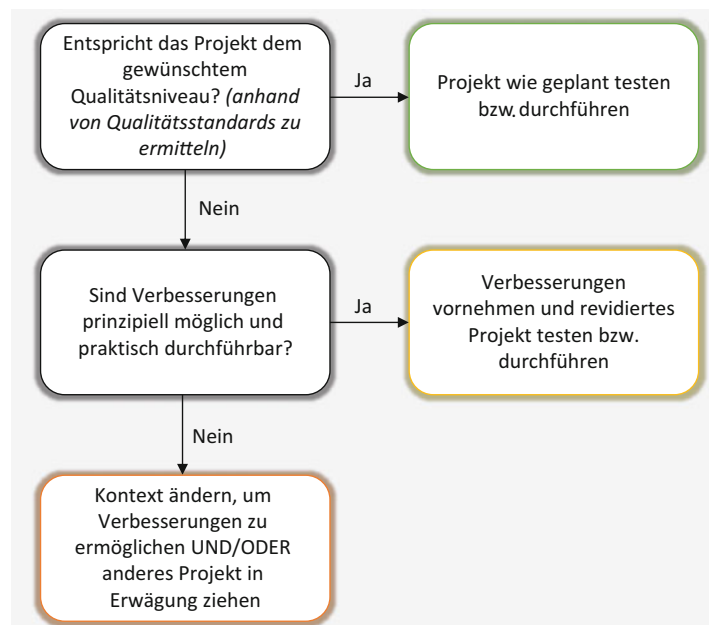 Entspricht das Projekt dem
gewünschtem
Qualitätsniveau? (anhand
von Qualitätsstandards zu
ermitteln)
Ja
Projekt wie geplant testen
bzw. durchführen
Nein
Sind Verbesserungen
prinzipiell möglich und
praktisch durchführbar?
Ja
Verbesserungen
vornehmen und revidiertes
Projekt testen bzw.
durchführen
Nein
Kontext ändern, um
Verbesserungen zu
ermöglichen UND/ODER
anderes Projekt in
Erwägung ziehen